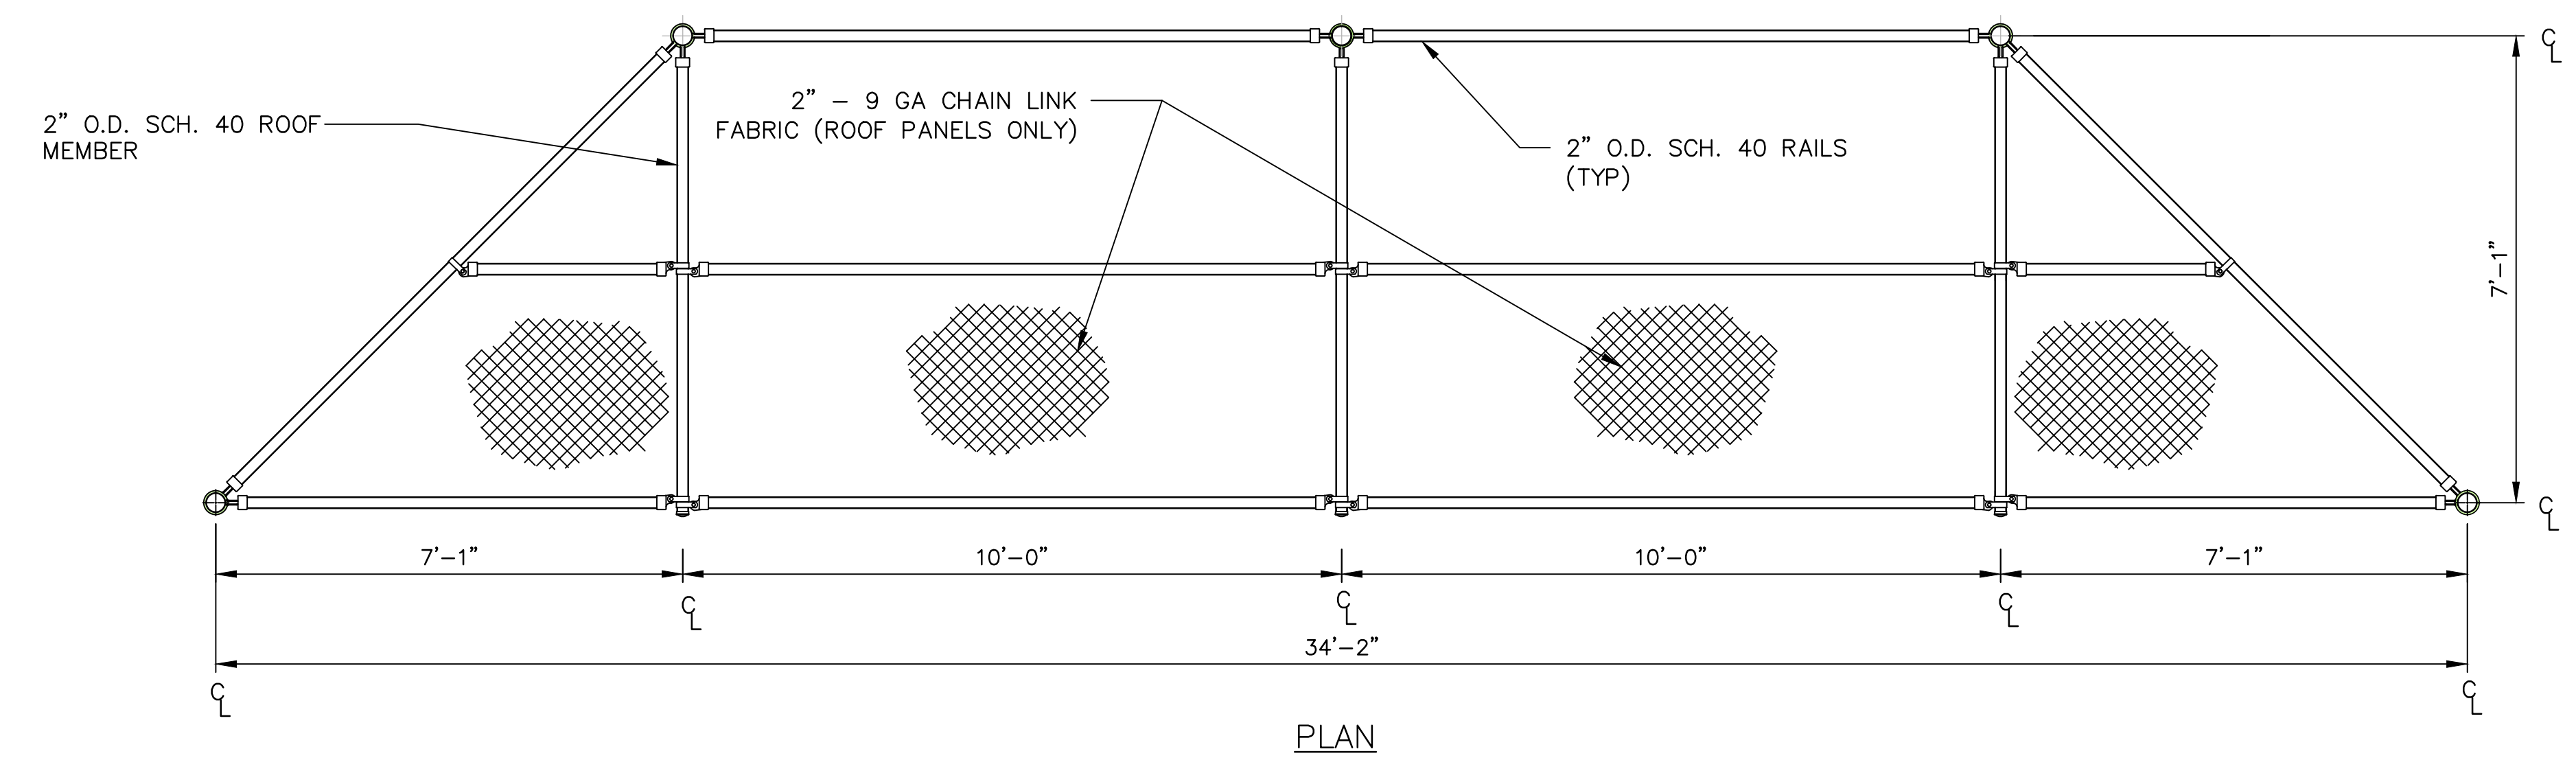 2” – 9 GA CHAIN LINK
FABRIC (ROOF PANELS ONLY)
2” O.D. SCH. 40 ROOF
MEMBER
2” O.D. SCH. 40 RAILS
(TYP)
CL
7’–1”
CL
7’–1”
10’–0”
10’–0”
7’–1”
CL
CL
CL
34’–2”
CL
CL
PLAN